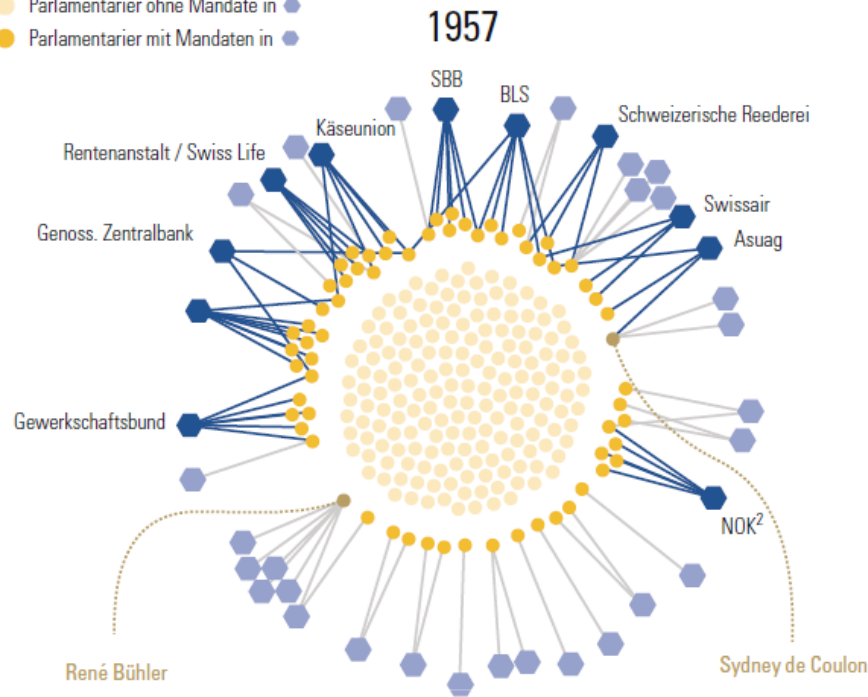 Parlamentarier ohne Mandate in
Parlamentarier mit Mandaten in
1957
SBB
BLS
Schweizerische Reederei
Käseunion
Rentenanstalt / Swiss Life
Swissair
Genoss. Zentralbank
Asuag
Gewerkschaftsbund
NOK²
René Bühler
Sydney de Coulon